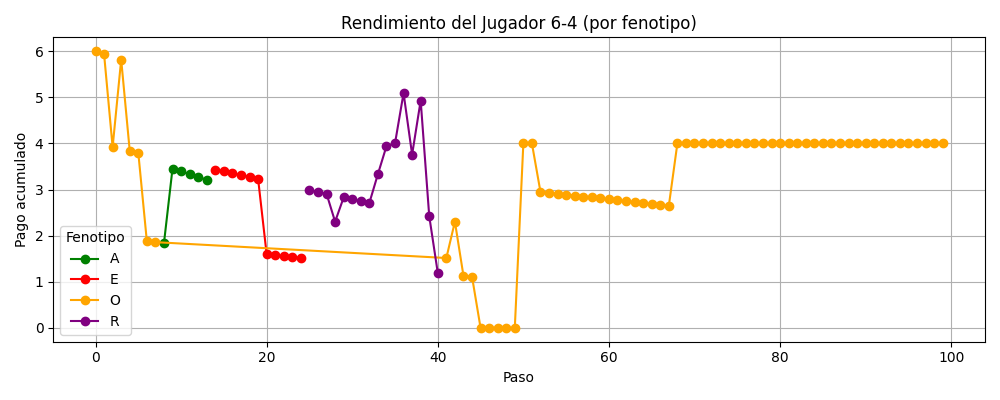 Rendimiento del Jugador 6-4 (por fenotipo)
Pago acumulado
6
5
4
3
2
1
0
Fenotipo
A
E
O
R
0 20 40 60 80 100
Paso